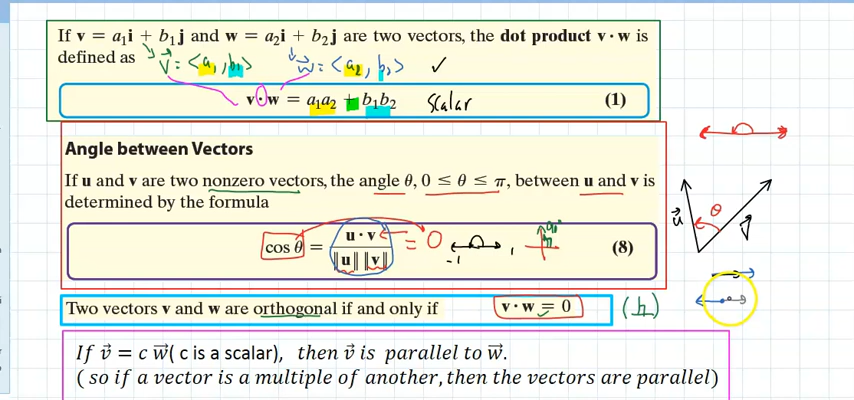 If v = a₁i + b₁j and w = a₂i + b₂j are two vectors, the dot product v · w is
defined as v⃗ = <a₁, b₁> w⃗ = <a₂, b₁> ✓
v · w = a₁a₂ + b₁b₂ scalar (1)
Angle between Vectors
If u and v are two nonzero vectors, the angle θ, 0 ≤ θ ≤ π, between u and v is
determined by the formula
cos θ = u · v / ‖u‖ ‖v‖ = 0 -1 1 90° (8)
u⃗ θ v⃗
Two vectors v and w are orthogonal if and only if v · w = 0
If v⃗ = c w⃗( c is a scalar), then v⃗ is parallel to w⃗.
( so if a vector is a multiple of another, then the vectors are parallel)